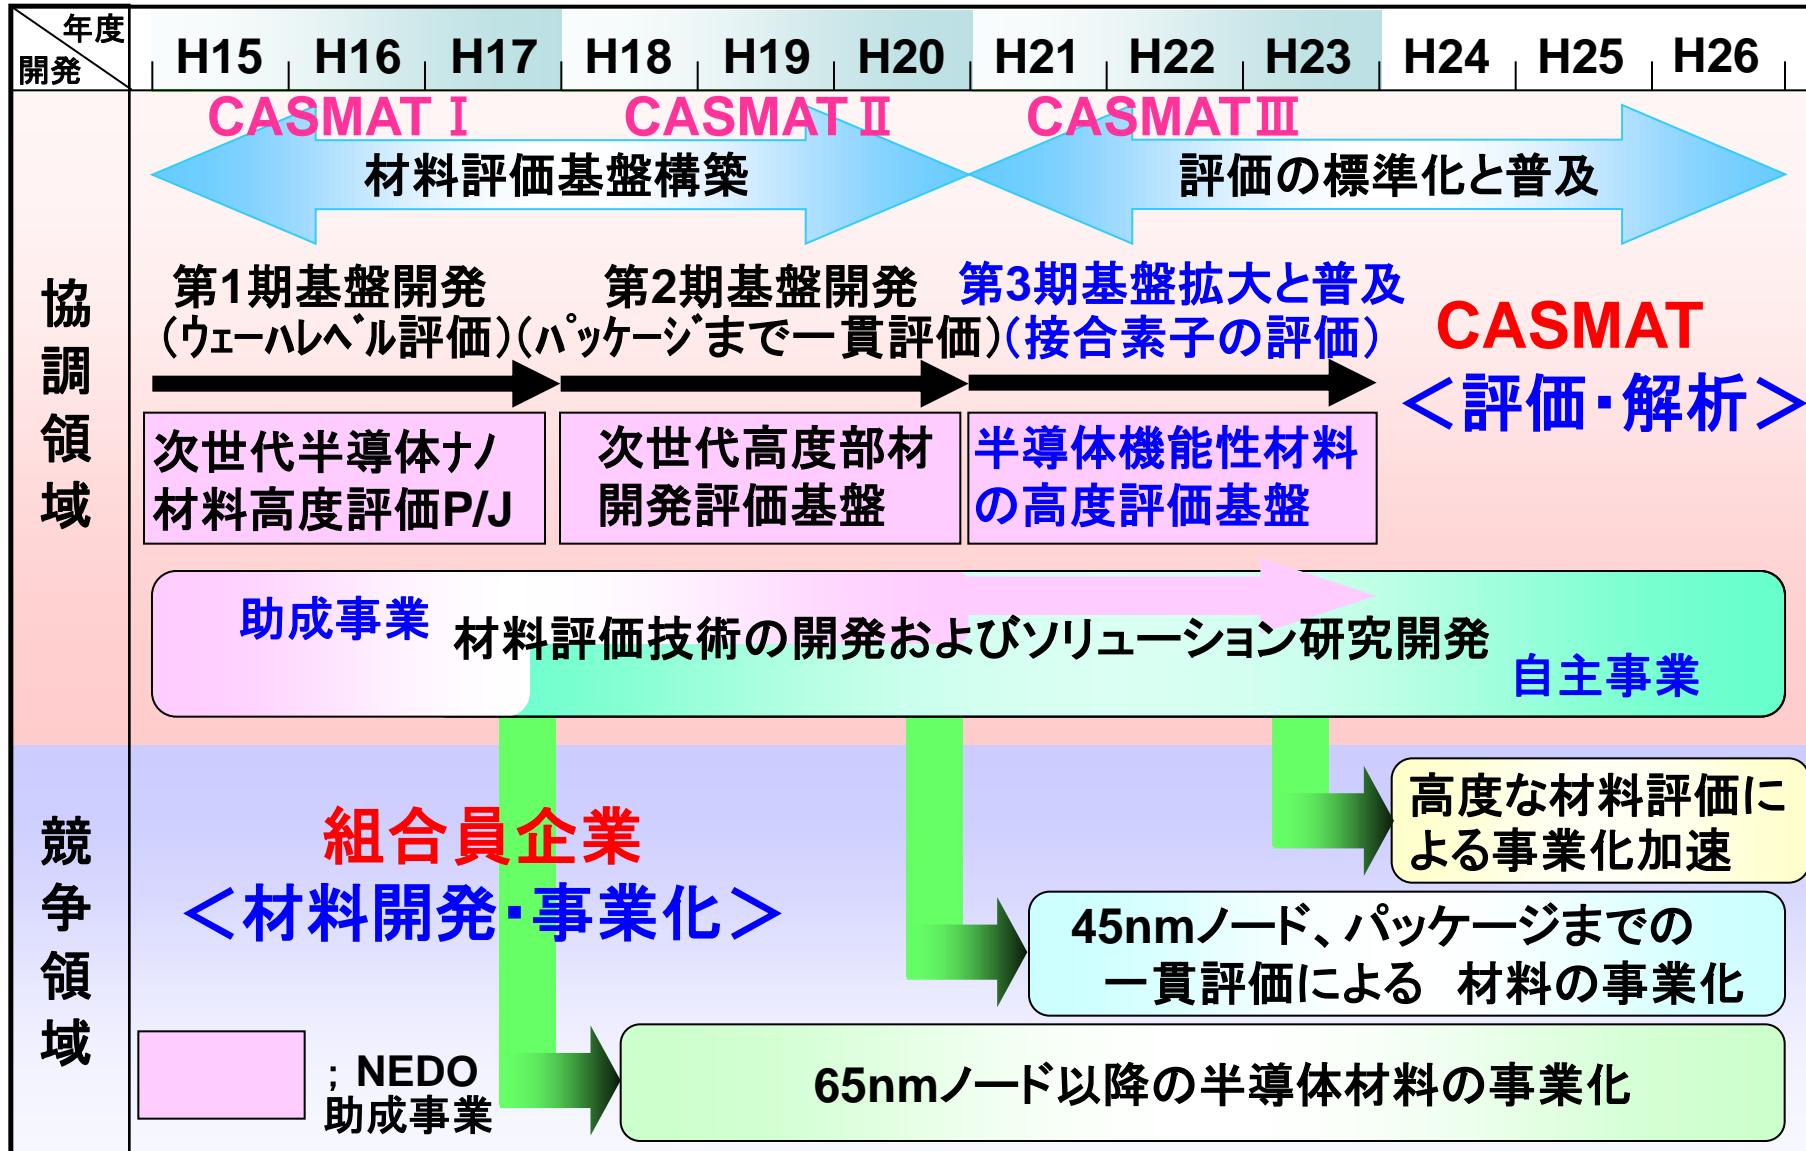 年度
開発
H15 H16 H17 H18 H19 H20 H21 H22 H23 H24 H25 H26
CASMAT Ⅰ CASMAT Ⅱ CASMATⅢ
材料評価基盤構築
評価の標準化と普及
協調領域
第1期基盤開発
(ウェーハレベル評価)
第2期基盤開発
(パッケージまで一貫評価)
第3期基盤拡大と普及
(接合素子の評価)
CASMAT
＜評価・解析＞
次世代半導体ナノ
材料高度評価P/J
次世代高度部材
開発評価基盤
半導体機能性材料
の高度評価基盤
助成事業
材料評価技術の開発およびソリューション研究開発
自主事業
競争領域
組合員企業
＜材料開発・事業化＞
高度な材料評価に
よる事業化加速
45nmノード、パッケージまでの
一貫評価による 材料の事業化
65nmノード以降の半導体材料の事業化
; NEDO
助成事業